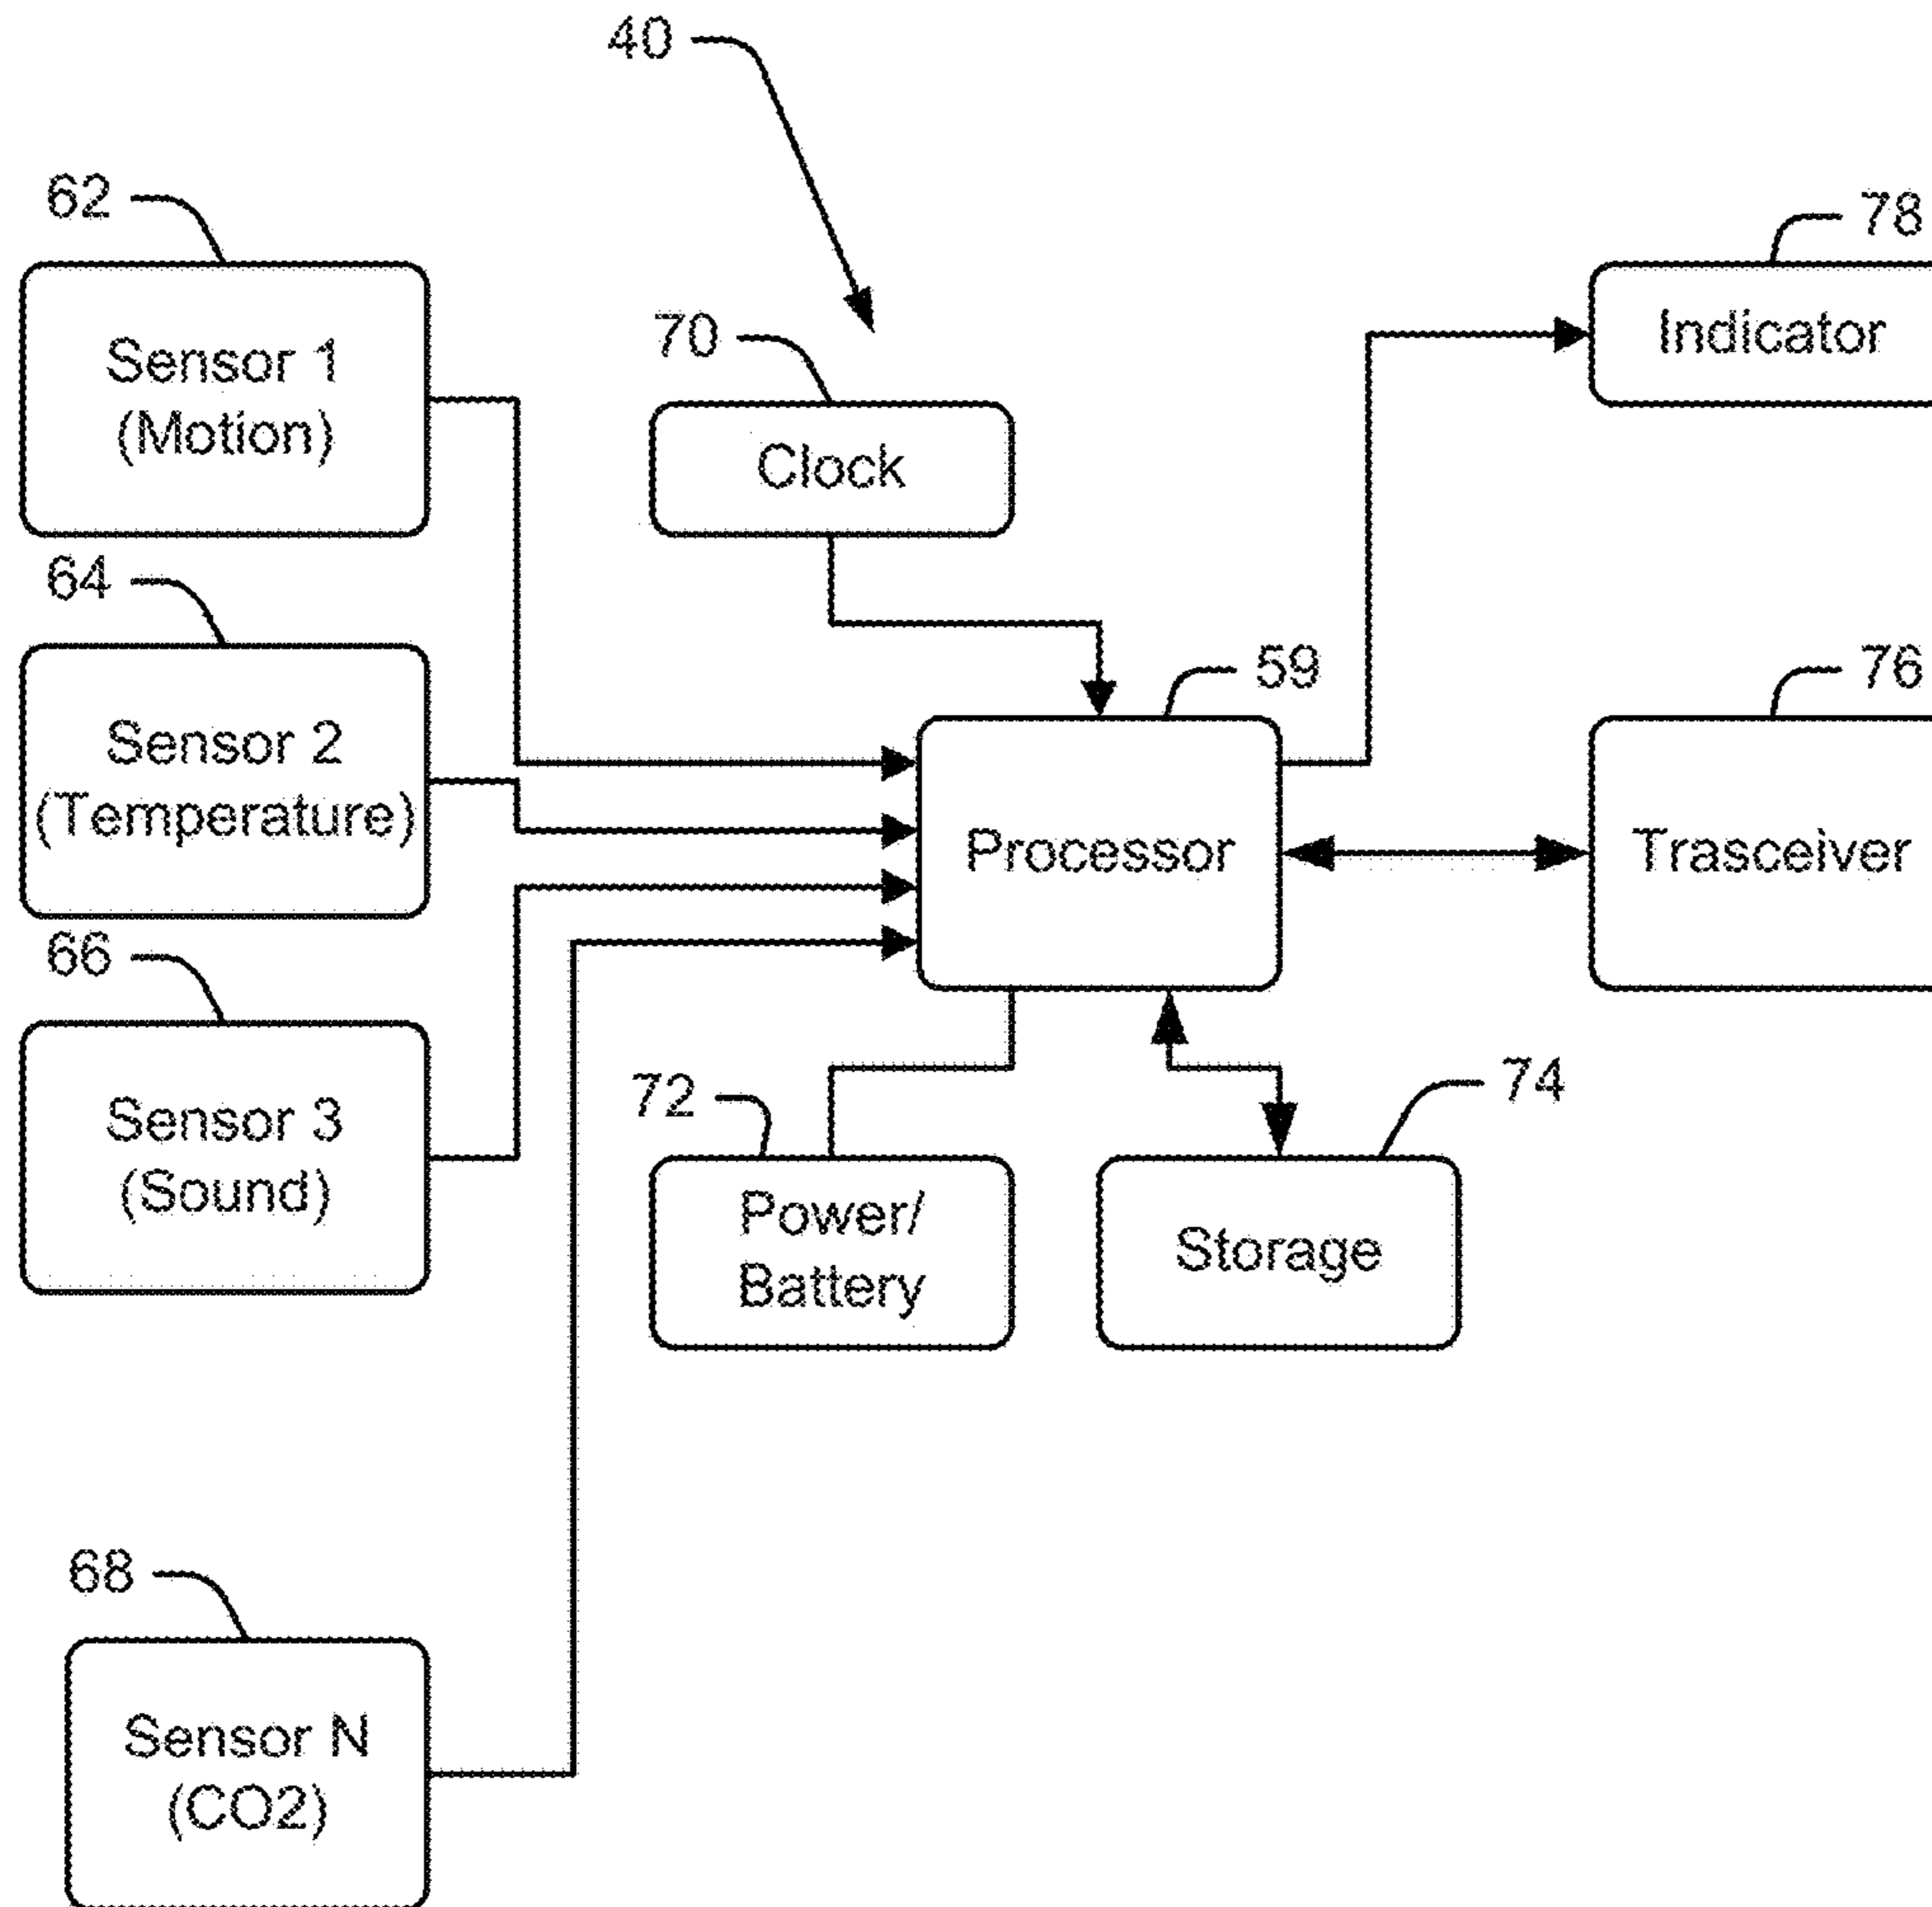 40
62
78
Sensor 1
(Motion)
70
Indicator
Clock
64
59
76
Sensor 2
(Temperature)
Processor
Trasceiver
66
72
74
Sensor 3
(Sound)
Power/
Battery
Storage
68
Sensor N
(CO2)